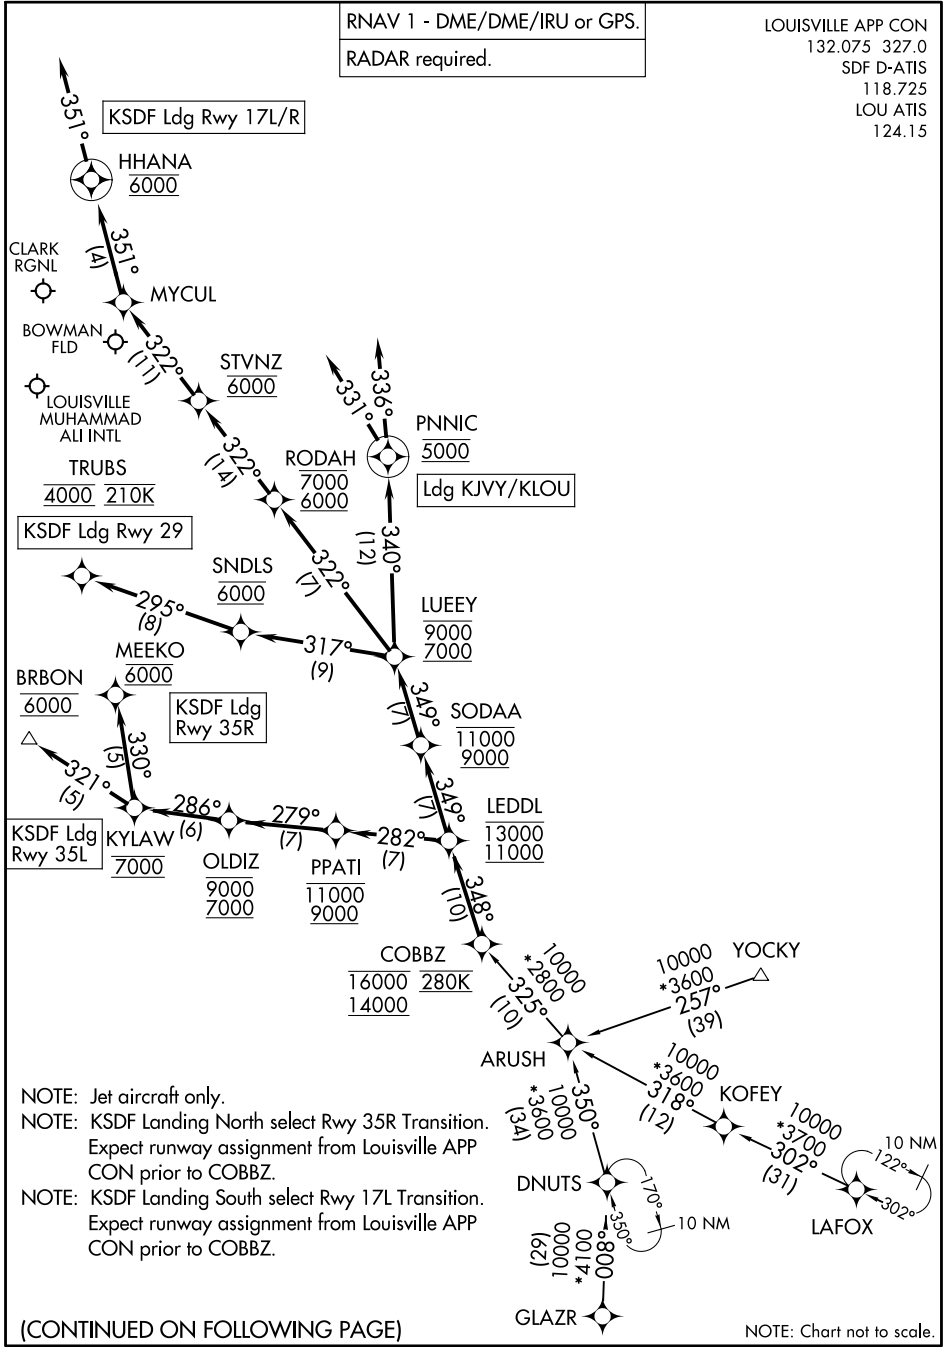 RNAV 1 - DME/DME/IRU or GPS.
RADAR required.
LOUISVILLE APP CON
132.075 327.0
SDF D-ATIS
118.725
LOU ATIS
124.15
351°
KSDF Ldg Rwy 17L/R
HHANA
6000
351°
(4)
CLARK
RGNL
MYCUL
BOWMAN
FLD
322°
(11)
STVNZ
6000
LOUISVILLE
MUHAMMAD
ALI INTL
331°
336°
PNNIC
5000
Ldg KJVY/KLOU
322°
(14)
RODAH
7000
6000
TRUBS
4000 210K
KSDF Ldg Rwy 29
340°
(12)
322°
(7)
SNDLS
6000
295°
(8)
317°
(9)
LUEEY
9000
7000
MEEKO
6000
BRBON
6000
KSDF Ldg
Rwy 35R
349°
(7)
SODAA
11000
9000
330°
(5)
321°
(5)
349°
(7)
LEDDL
13000
11000
KSDF Ldg
Rwy 35L
KYLAW
7000
286°
(6)
OLDIZ
9000
7000
279°
(7)
PPATI
11000
9000
282°
(7)
348°
(10)
COBBZ
16000 280K
14000
10000
*2800
325°
(10)
YOCKY
10000
*3600
257°
(39)
ARUSH
10000
*3600
318°
(12)
KOFEY
10000
*3700
302°
(31)
10 NM
122°
302°
LAFOX
350°
10000
*3600
(34)
DNUTS
170°
350°
10 NM
008°
*4100
10000
(29)
GLAZR
NOTE: Jet aircraft only.
NOTE: KSDF Landing North select Rwy 35R Transition.
Expect runway assignment from Louisville APP
CON prior to COBBZ.
NOTE: KSDF Landing South select Rwy 17L Transition.
Expect runway assignment from Louisville APP
CON prior to COBBZ.
(CONTINUED ON FOLLOWING PAGE)
NOTE: Chart not to scale.